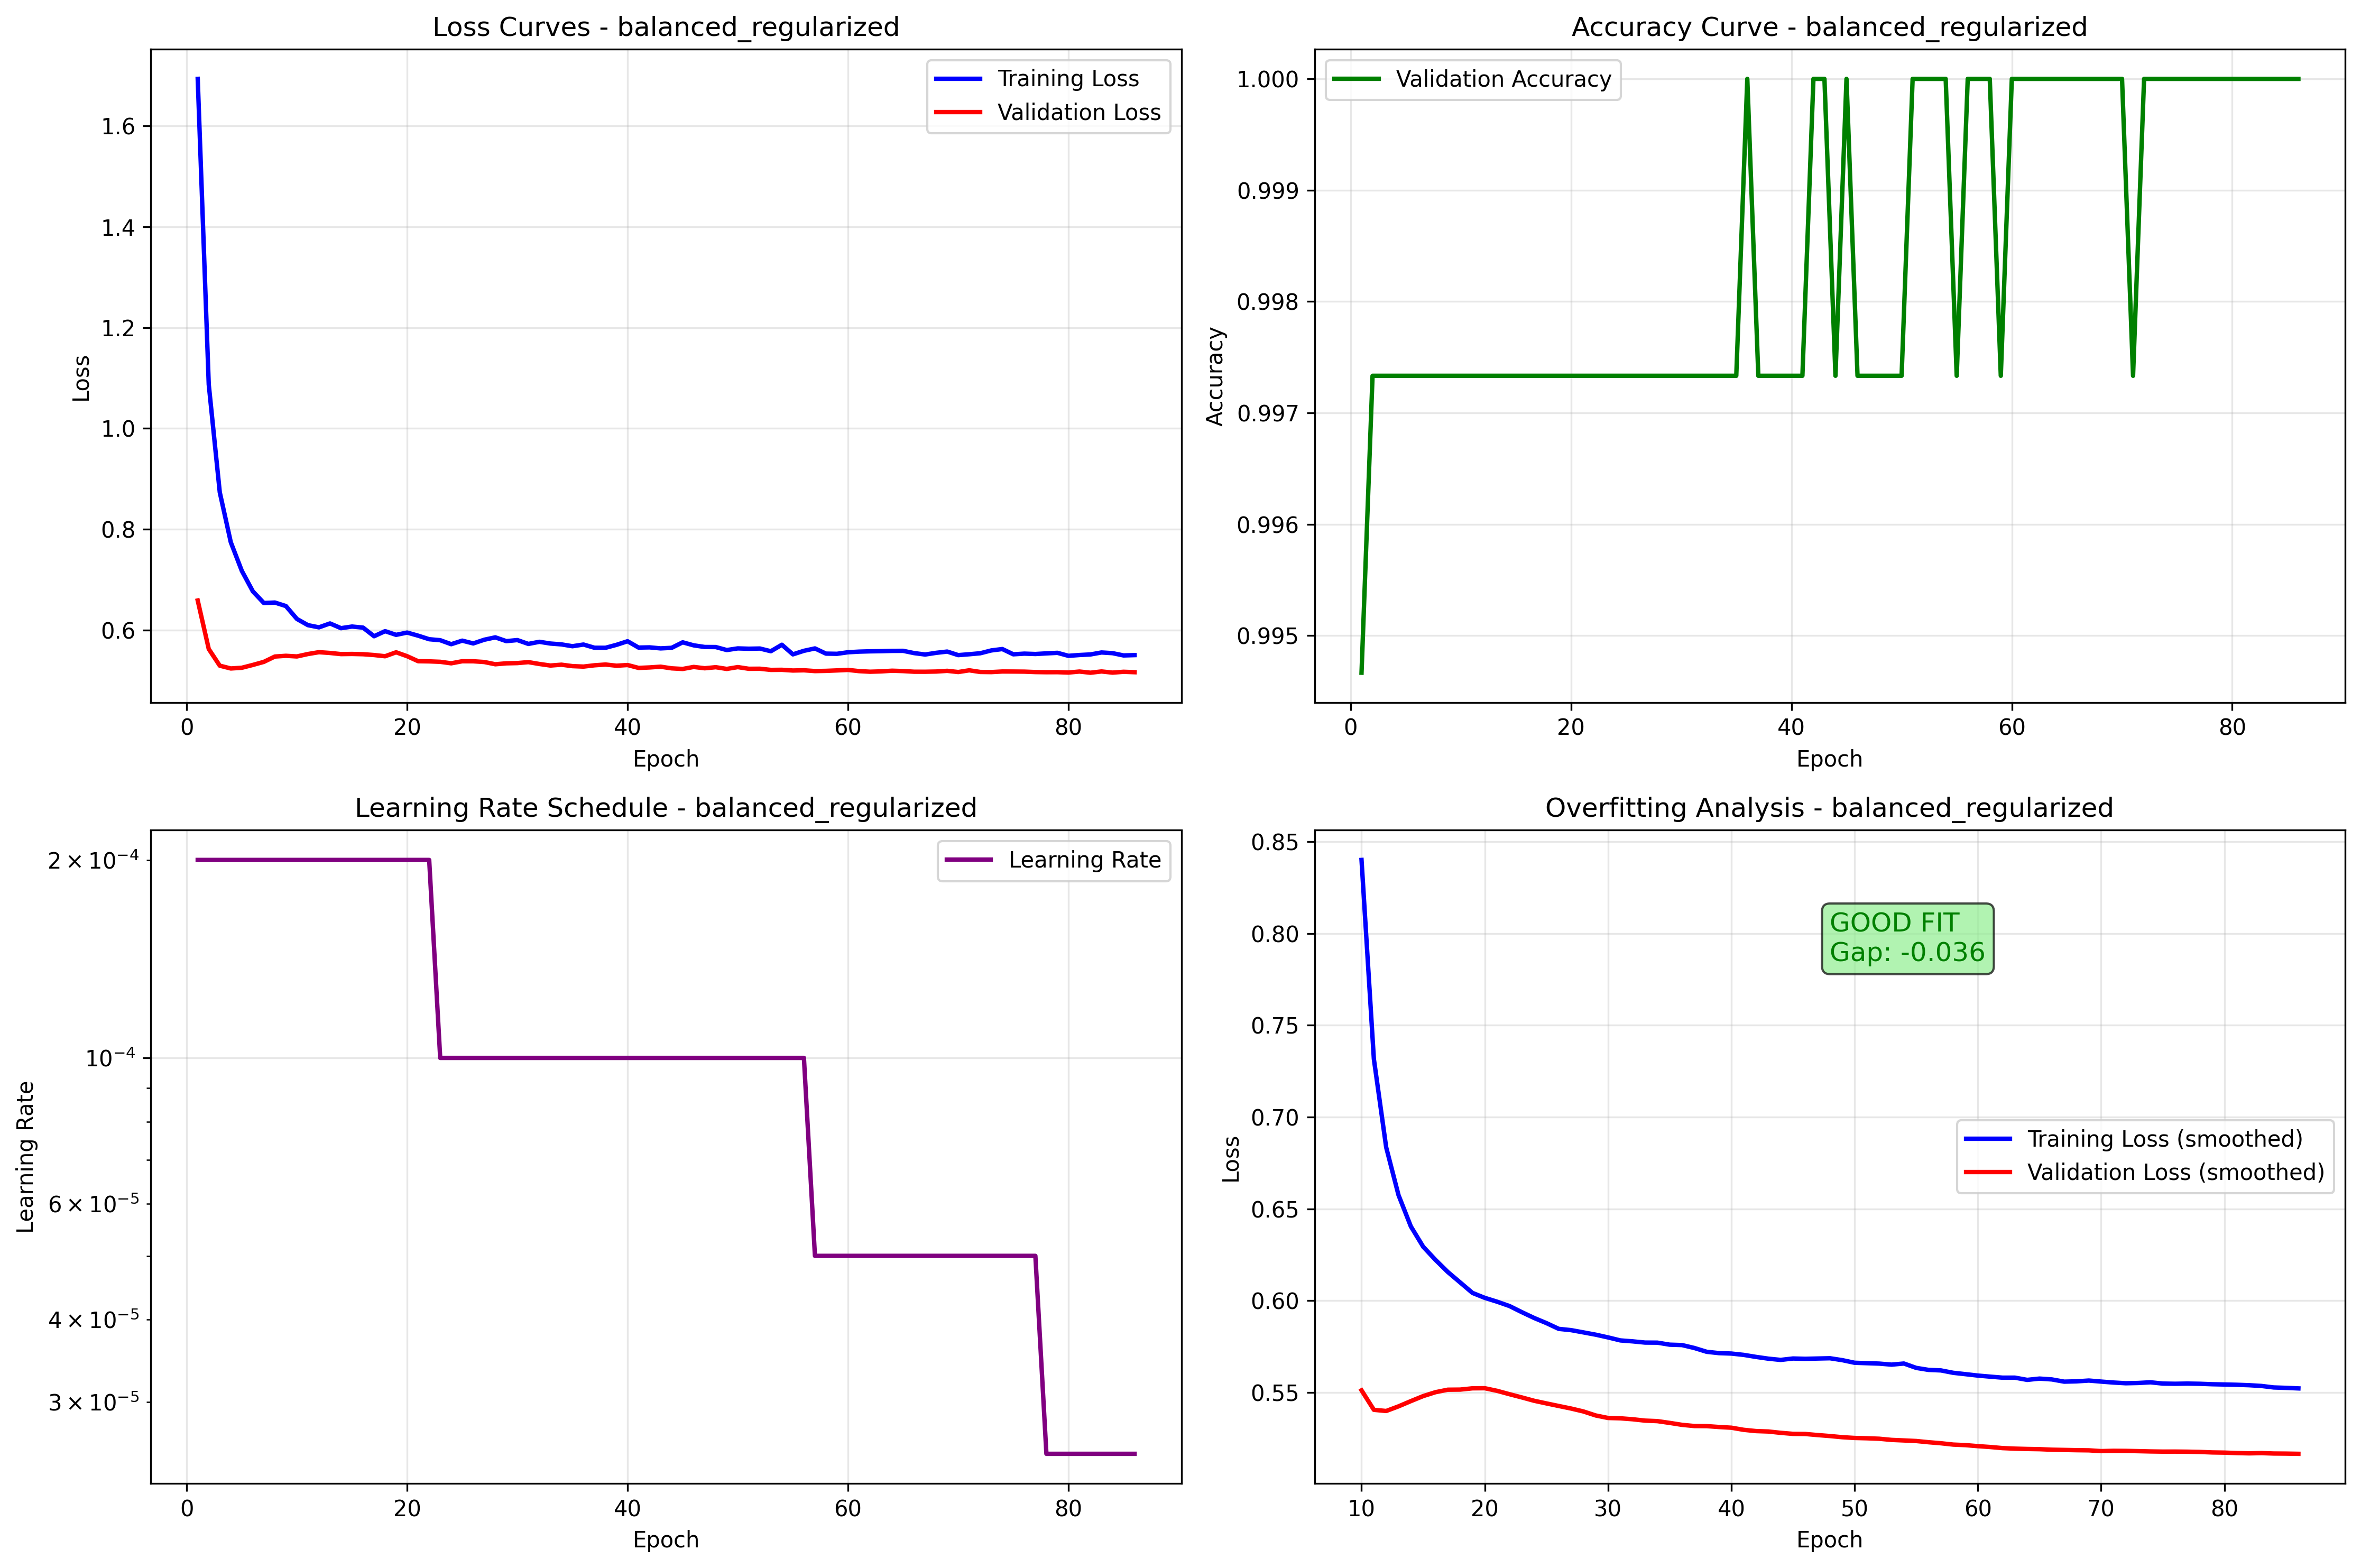 Loss Curves - balanced_regularized
Training Loss
Validation Loss
1.6
1.4
1.2
1.0
0.8
0.6
Loss
0
20
40
60
80
Epoch
Accuracy Curve - balanced_regularized
Validation Accuracy
1.000
0.999
0.998
0.997
0.996
0.995
Accuracy
0
20
40
60
80
Epoch
Learning Rate Schedule - balanced_regularized
Learning Rate
2 × 10⁻⁴
10⁻⁴
6 × 10⁻⁵
4 × 10⁻⁵
3 × 10⁻⁵
Learning Rate
0
20
40
60
80
Epoch
Overfitting Analysis - balanced_regularized
GOOD FIT
Gap: -0.036
Training Loss (smoothed)
Validation Loss (smoothed)
0.85
0.80
0.75
0.70
0.65
0.60
0.55
Loss
10
20
30
40
50
60
70
80
Epoch